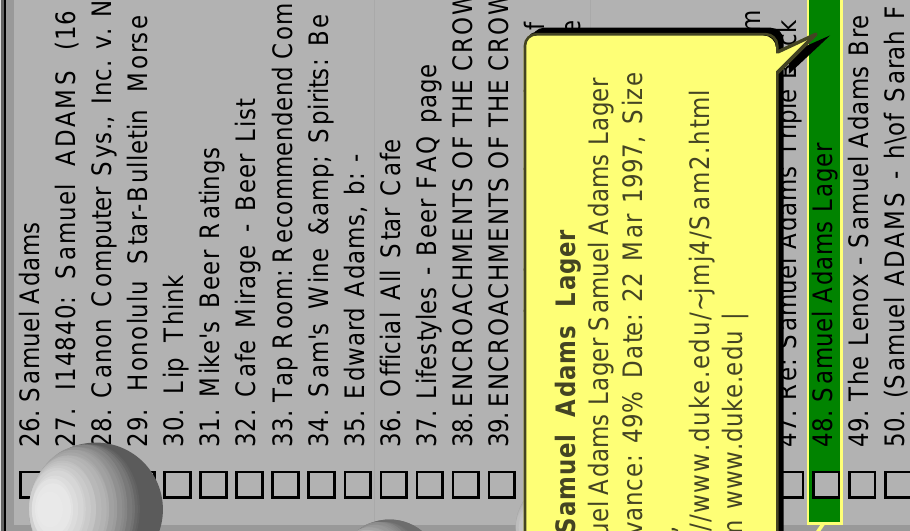 26. Samuel Adams
27. I14840: Samuel ADAMS (16
28. Canon Computer Sys., Inc. v. N
29. Honolulu Star-Bulletin Morse
30. Lip Think
31. Mike's Beer Ratings
32. Cafe Mirage - Beer List
33. Tap Room: Recommendend Com
34. Sam's Wine &amp; Spirits: Be
35. Edward Adams, b: -
36. Official All Star Cafe
37. Lifestyles - Beer FAQ page
38. ENCROACHMENTS OF THE CROW
39. ENCROACHMENTS OF THE CROW
Samuel Adams Lager
uel Adams Lager Samuel Adams Lager
vance: 49% Date: 22 Mar 1997, Size
://www.duke.edu/~jmj4/Sam2.html
m www.duke.edu |
47. Re: Samuel Adams Triple Bock
48. Samuel Adams Lager
49. The Lenox - Samuel Adams Bre
50. (Samuel ADAMS - h\of Sarah F